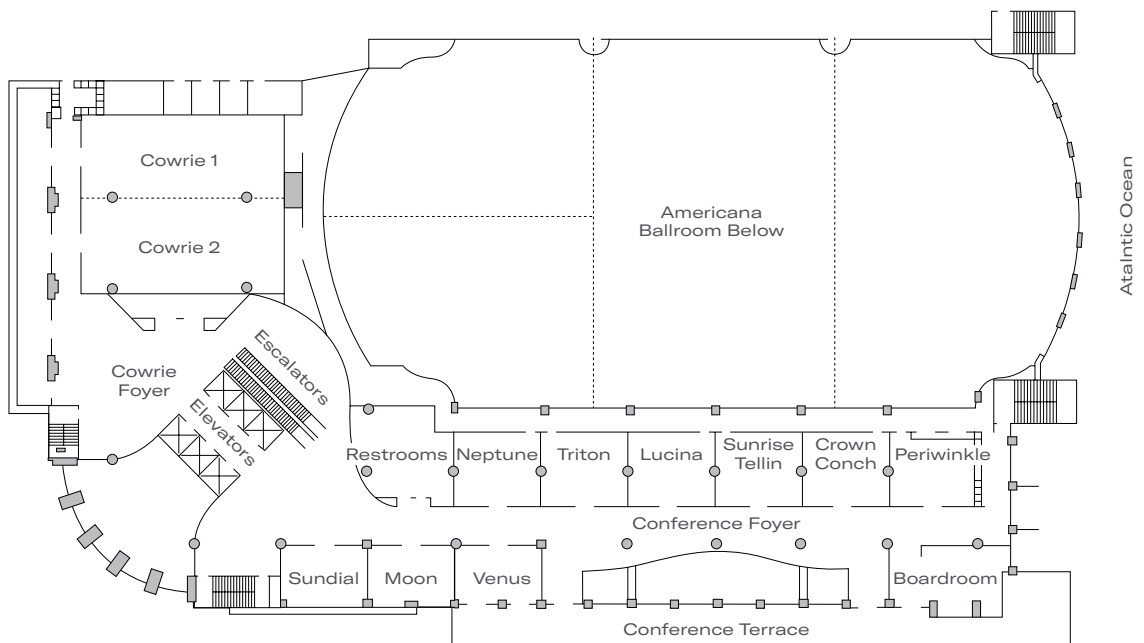 Cowrie 1
Cowrie 2
Americana
Ballroom Below
Atalntic Ocean
Cowrie
Foyer
Escalators
Elevators
Restrooms
Neptune
Triton
Lucina
Sunrise
Tellin
Crown
Conch
Periwinkle
Conference Foyer
Sundial
Moon
Venus
Boardroom
Conference Terrace